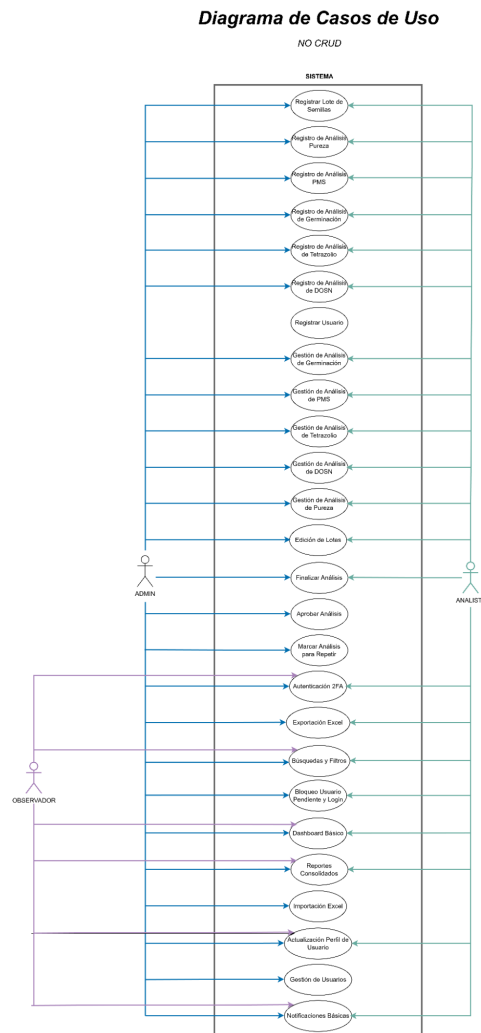 Diagrama de Casos de Uso
NO CRUD
SISTEMA
Registrar Lote de
Semillas
Registro de Análisis
Pureza
Registro de Análisis
PMS
Registro de Análisis
de Germinación
Registro de Análisis
de Tetrazolio
Registro de Análisis
de DOSN
Registrar Usuario
Gestión de Análisis
de Germinación
Gestión de Análisis
de PMS
Gestión de Análisis
de Tetrazolio
Gestión de Análisis
de DOSN
Gestión de Análisis
de Pureza
Edición de Lotes
ADMIN
Finalizar Análisis
ANALIST
Aprobar Análisis
Marcar Análisis
para Repetir
Autenticación 2FA
Exportación Excel
Búsquedas y Filtros
OBSERVADOR
Bloqueo Usuario
Pendiente y Login
Dashboard Básico
Reportes
Consolidados
Importación Excel
Actualización Perfil de
Usuario
Gestión de Usuarios
Notificaciones Básicas